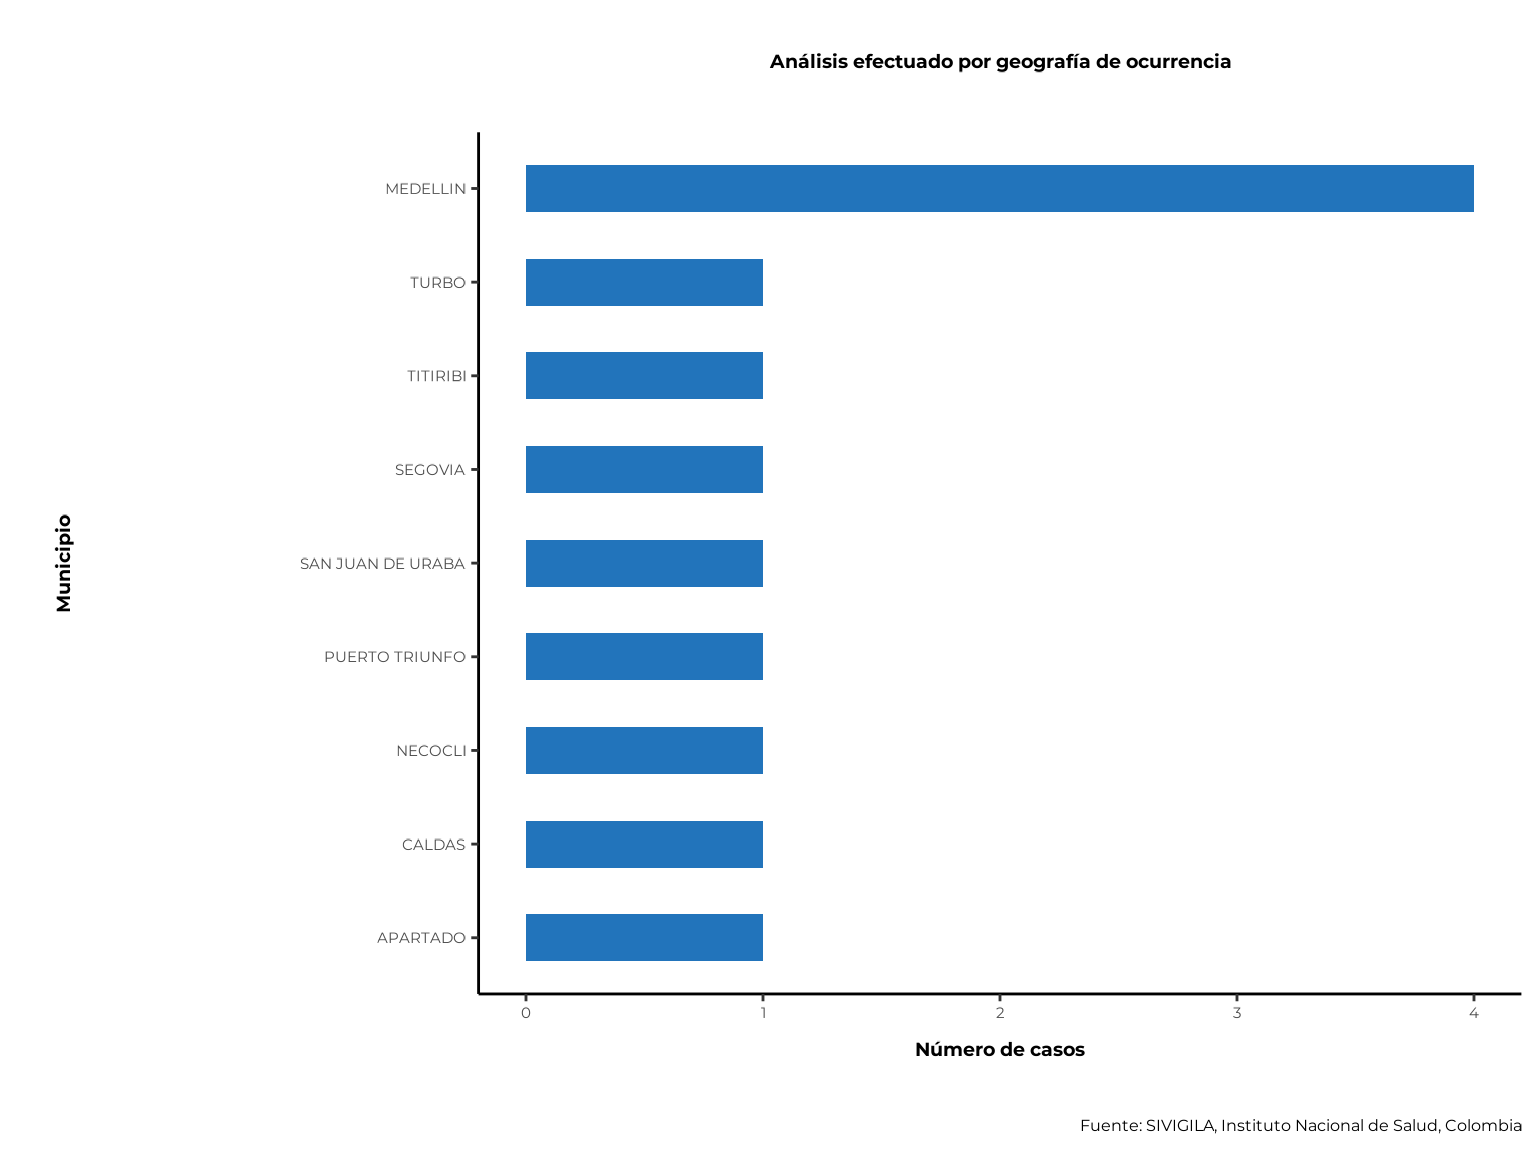 Análisis efectuado por geografía de ocurrencia
Municipio
MEDELLIN
TURBO
TITIRIBI
SEGOVIA
SAN JUAN DE URABA
PUERTO TRIUNFO
NECOCLI
CALDAS
APARTADO
0 1 2 3 4
Número de casos
Fuente: SIVIGILA, Instituto Nacional de Salud, Colombia